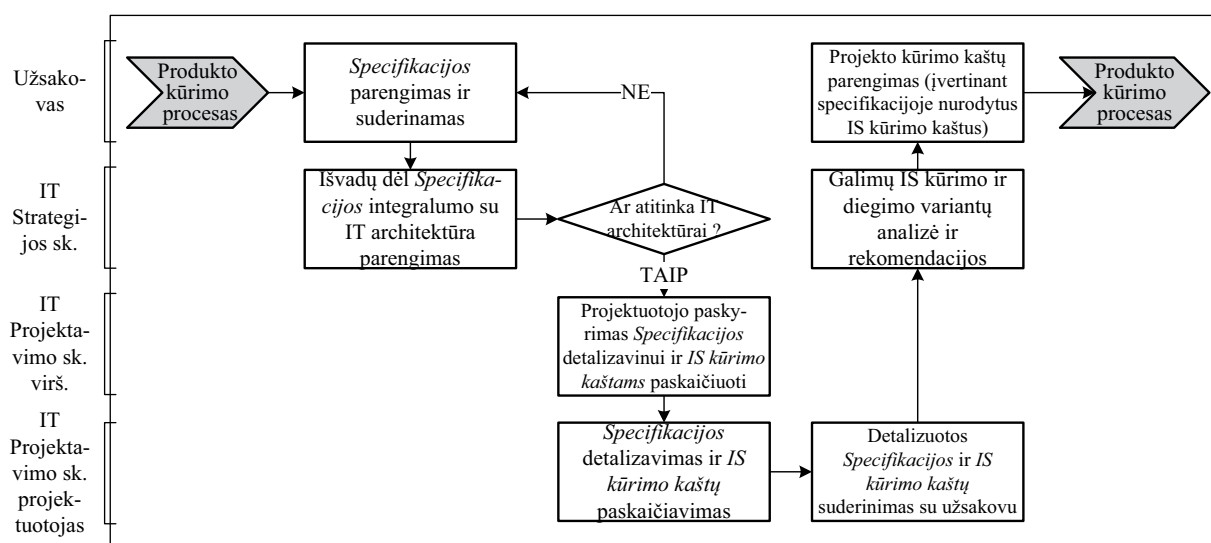 Užsako-
vas
Produkto
kūrimo
procesas
Specifikacijos
parengimas ir
suderinamas
NE
Projekto kūrimo kaštų
parengimas (įvertinant
specifikacijoje nurodytus
IS kūrimo kaštus)
Produkto
kūrimo
procesas
IT
Strategi-
jos sk.
Išvadų dėl Specifika-
cijos integralumo su
IT architektūra
parengimas
Ar atitinka IT
architektūrai ?
TAIP
Galimų IS kūrimo ir
diegimo variantų
analizė ir
rekomendacijos
IT
Projekta-
vimo sk.
virš.
Projektuotojo pasky-
rimas Specifikacijos
detalizavinui ir IS kūrimo
kaštams paskaičiuoti
IT
Projekta-
vimo sk.
projek-
tuotojas
Specifikacijos
detalizavimas ir IS
kūrimo kaštų
paskaičiavimas
Detalizuotos
Specifikacijos ir IS
kūrimo kaštų
suderinimas su užsakovu